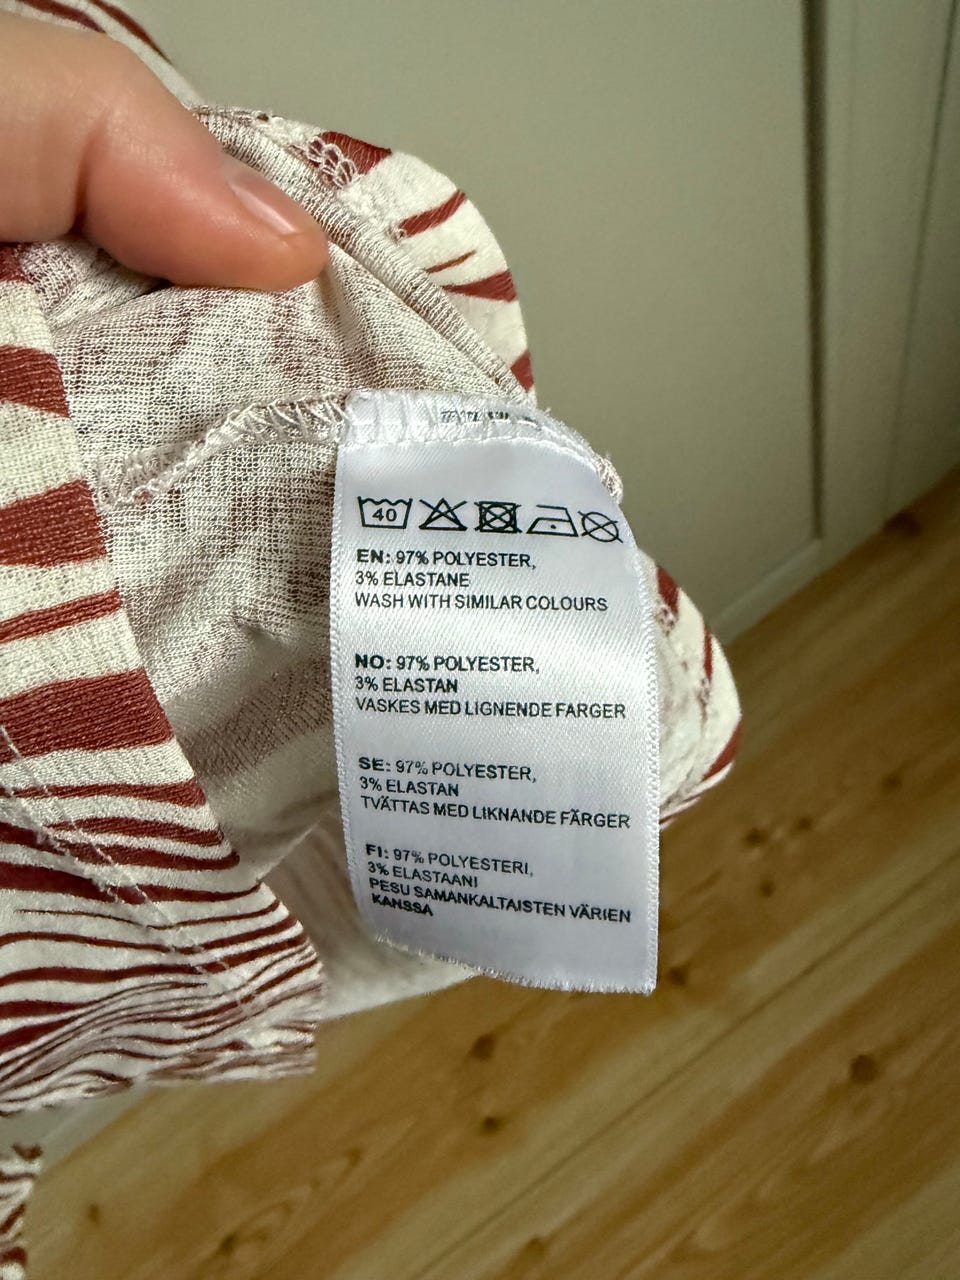 40
EN: 97% POLYESTER,
3% ELASTANE
WASH WITH SIMILAR COLOURS
NO: 97% POLYESTER,
3% ELASTAN
VASKES MED LIGNENDE FARGER
SE: 97% POLYESTER,
3% ELASTAN
TVÄTTAS MED LIKNANDE FÄRGER
FI: 97% POLYESTERI,
3% ELASTAANI
PESU SAMANKALTAISTEN VÄRIEN
KANSSA